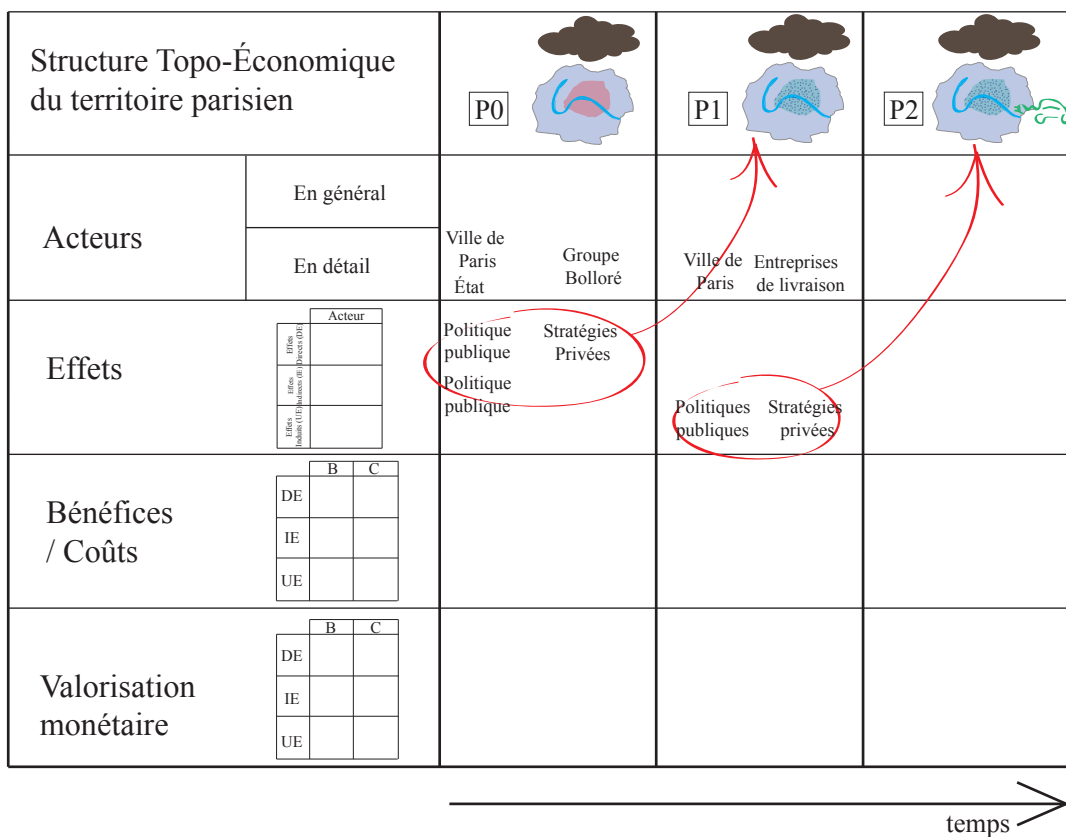 Structure Topo-Économique
du territoire parisien
P0
P1
P2
Acteurs
En général
En détail
Ville de
Paris
État
Groupe
Bolloré
Ville de
Paris
Entreprises
de livraison
Effets
Acteur
Effets
Directs (DE)
Effets
Indirects (IE)
Effets
Induits (UE)
Politique
publique
Stratégies
Privées
Politique
publique
Politiques
publiques
Stratégies
privées
Bénéfices
/ Coûts
B C
DE
IE
UE
Valorisation
monétaire
B C
DE
IE
UE
temps